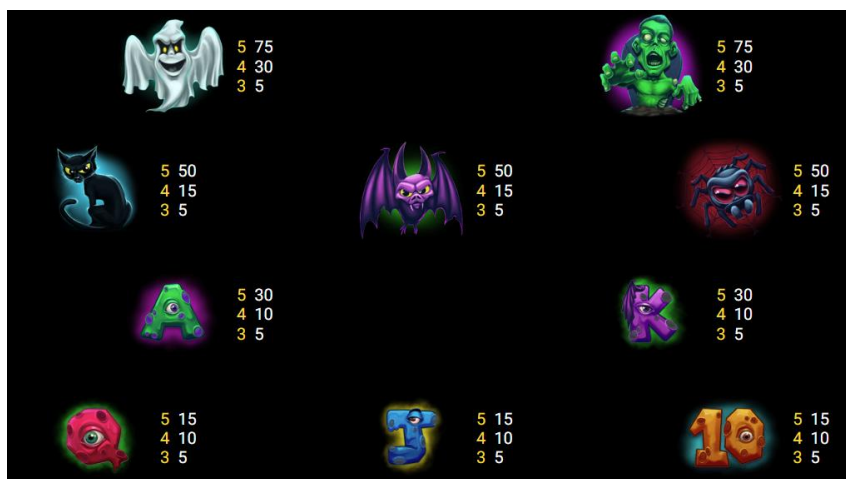 5 75 5 75
4 30 4 30
3 5 3 5
5 50 5 50 5 50
4 15 4 15 4 15
3 5 3 5 3 5
A 5 30 K 5 30
4 10 4 10
3 5 3 5
Q 5 15 J 5 15 10 5 15
4 10 4 10 4 10
3 5 3 5 3 5